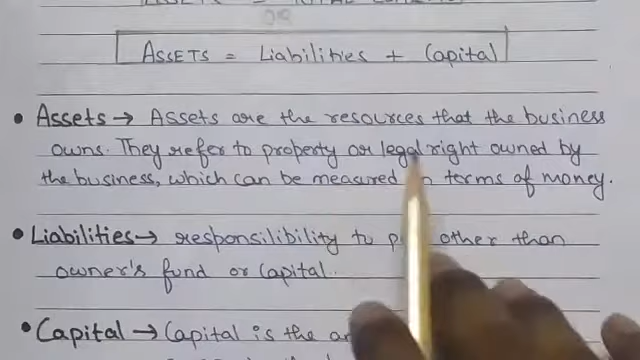 OR
ASSETS = Liabilities + Capital
• Assets → Assets are the resources that the business
owns. They refer to property or legal right owned by
the business, which can be measured in terms of money.
• Liabilities → responsilibility to other than
owner's fund or Capital.
• Capital → Capital is the